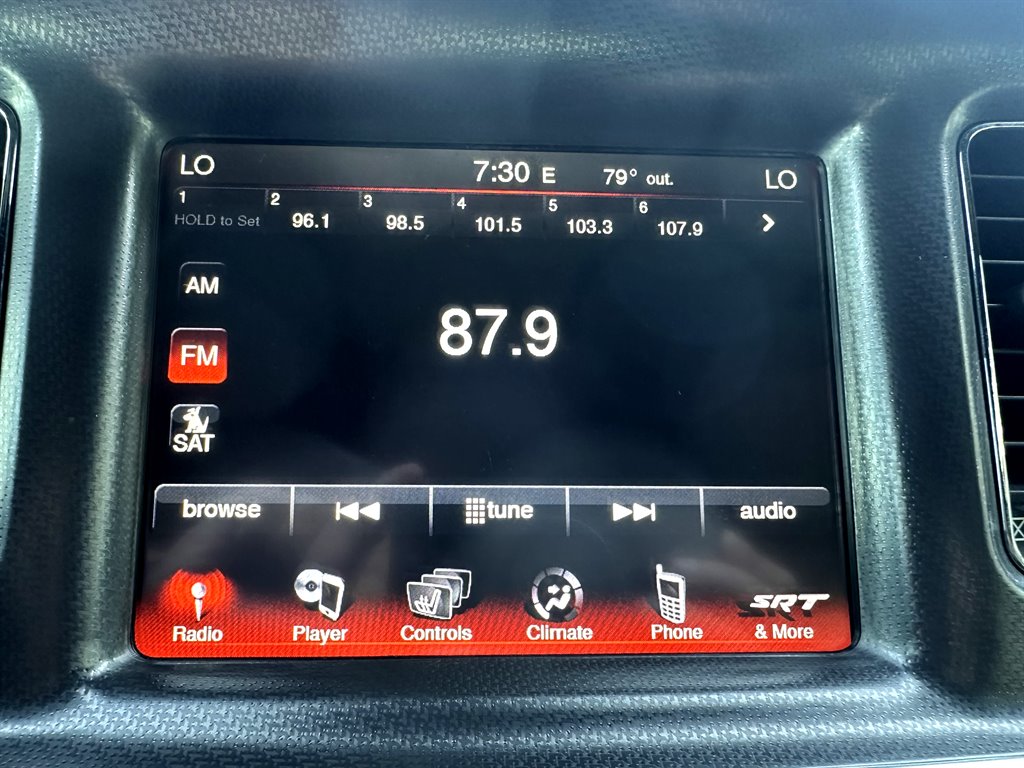 LO 7:30 E 79° out. LO
1 2 3 4 5 6
HOLD to Set 96.1 98.5 101.5 103.3 107.9
AM
87.9
FM
SAT
browse tune audio
SRT
Radio Player Controls Climate Phone & More